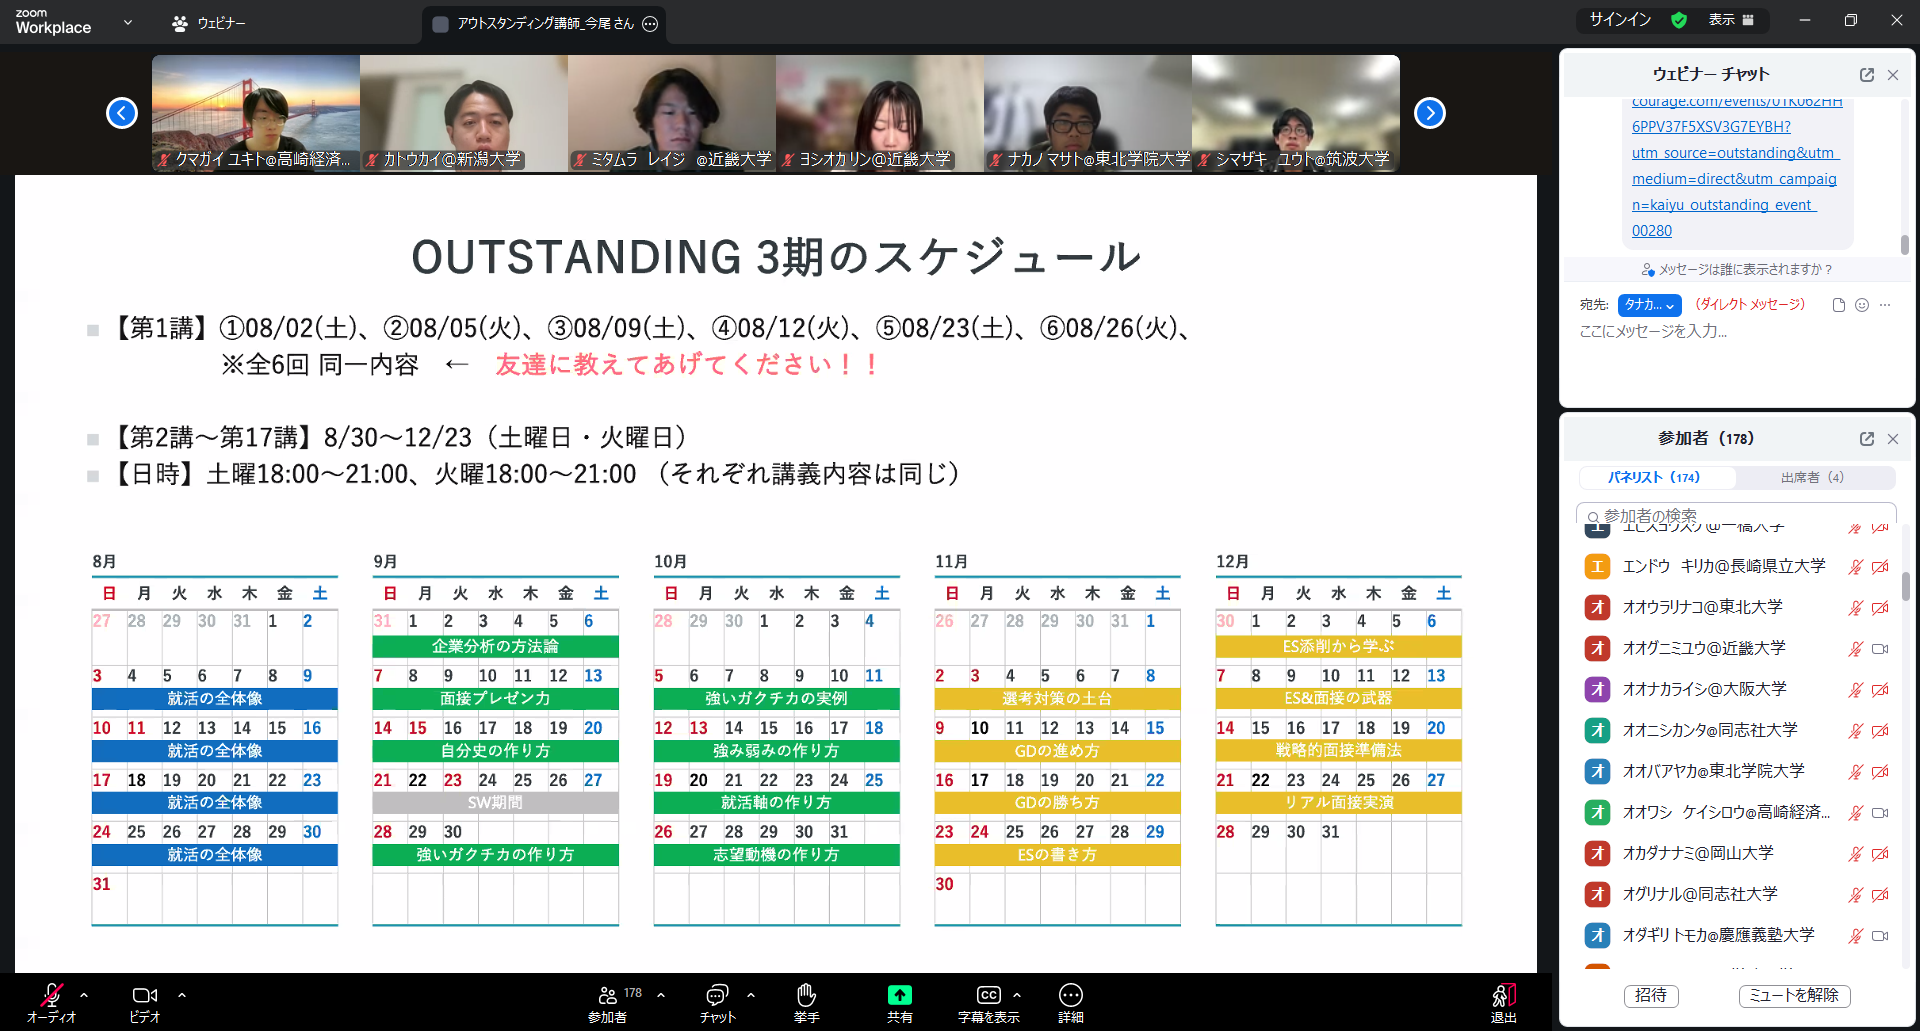 zoom
Workplace
ウェビナー
アウトスタンディング講師_今尾 さん
サインイン
表示
クマガイ ユキト@高崎経済...
カトウカイ@新潟大学
ミタムラ レイジ @近畿大学
ヨシオカリン@近畿大学
ナカノ マサト@東北学院大学
シマザキ ユウト@筑波大学
OUTSTANDING 3期のスケジュール
【第1講】①08/02(土)、②08/05(火)、③08/09(土)、④08/12(火)、⑤08/23(土)、⑥08/26(火)、
※全6回 同一内容 ← 友達に教えてあげてください！！
【第2講～第17講】8/30～12/23（土曜日・火曜日）
【日時】土曜18:00～21:00、火曜18:00～21:00 （それぞれ講義内容は同じ）
8月
日 月 火 水 木 金 土
27 28 29 30 31 1 2
3 4 5 6 7 8 9
就活の全体像
10 11 12 13 14 15 16
就活の全体像
17 18 19 20 21 22 23
就活の全体像
24 25 26 27 28 29 30
就活の全体像
31
9月
日 月 火 水 木 金 土
31 1 2 3 4 5 6
企業分析の方法論
7 8 9 10 11 12 13
面接プレゼン力
14 15 16 17 18 19 20
自分史の作り方
21 22 23 24 25 26 27
SW期間
28 29 30
強いガクチカの作り方
10月
日 月 火 水 木 金 土
28 29 30 1 2 3 4
5 6 7 8 9 10 11
強いガクチカの実例
12 13 14 15 16 17 18
強み弱みの作り方
19 20 21 22 23 24 25
就活軸の作り方
26 27 28 29 30 31
志望動機の作り方
11月
日 月 火 水 木 金 土
26 27 28 29 30 31 1
2 3 4 5 6 7 8
選考対策の土台
9 10 11 12 13 14 15
GDの進め方
16 17 18 19 20 21 22
GDの勝ち方
23 24 25 26 27 28 29
ESの書き方
30
12月
日 月 火 水 木 金 土
30 1 2 3 4 5 6
ES添削から学ぶ
7 8 9 10 11 12 13
ES&面接の武器
14 15 16 17 18 19 20
戦略的面接準備法
21 22 23 24 25 26 27
リアル面接実演
28 29 30 31
ウェビナー チャット
courage.com/events/01K062HH
6PPV37F5XSV3G7EYBH?
utm_source=outstanding&utm_
medium=direct&utm_campaig
n=kaiyu_outstanding_event_
00280
メッセージは誰に表示されますか？
宛先: タナカ... （ダイレクト メッセージ）
ここにメッセージを入力...
参加者（178）
パネリスト（174） 出席者（4）
参加者の検索
エ エビスヨウスケ@一橋大学
エ エンドウ キリカ@長崎県立大学
オ オオウラリナコ@東北大学
オ オオグニミユウ@近畿大学
オ オオナカライシ@大阪大学
オ オオニシカンタ@同志社大学
オ オオバアヤカ@東北学院大学
オ オオワシ ケイシロウ@高崎経済...
オ オカダナナミ@岡山大学
オ オグリナル@同志社大学
オ オダギリ トモカ@慶應義塾大学
招待 ミュートを解除
オーディオ
ビデオ
178
参加者
チャット
挙手
共有
CC
字幕を表示
詳細
退出